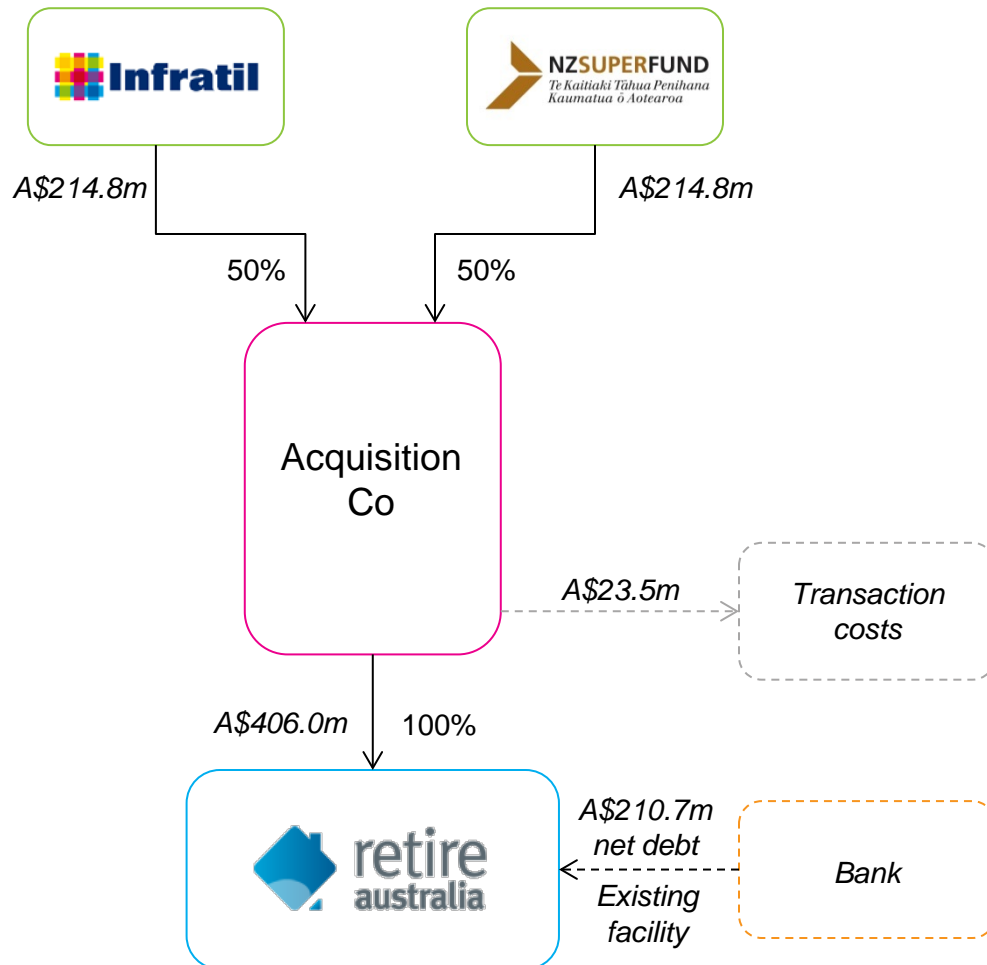 Infratil
NZSUPERFUND
Te Kaitiaki Tāhua Penihana
Kaumatua ō Aotearoa
A$214.8m
A$214.8m
50%
50%
Acquisition
Co
A$23.5m
Transaction
costs
A$406.0m
100%
retire
australia
A$210.7m
net debt
Existing
facility
Bank